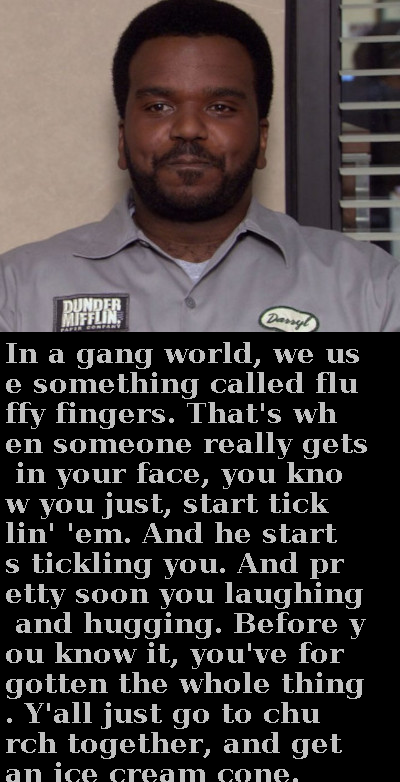 DUNDER
MIFFLIN.
PAPER COMPANY
Darryl
In a gang world, we us
e something called flu
ffy fingers. That's wh
en someone really gets
in your face, you kno
w you just, start tick
lin' 'em. And he start
s tickling you. And pr
etty soon you laughing
and hugging. Before y
ou know it, you've for
gotten the whole thing
. Y'all just go to chu
rch together, and get
an ice cream cone.